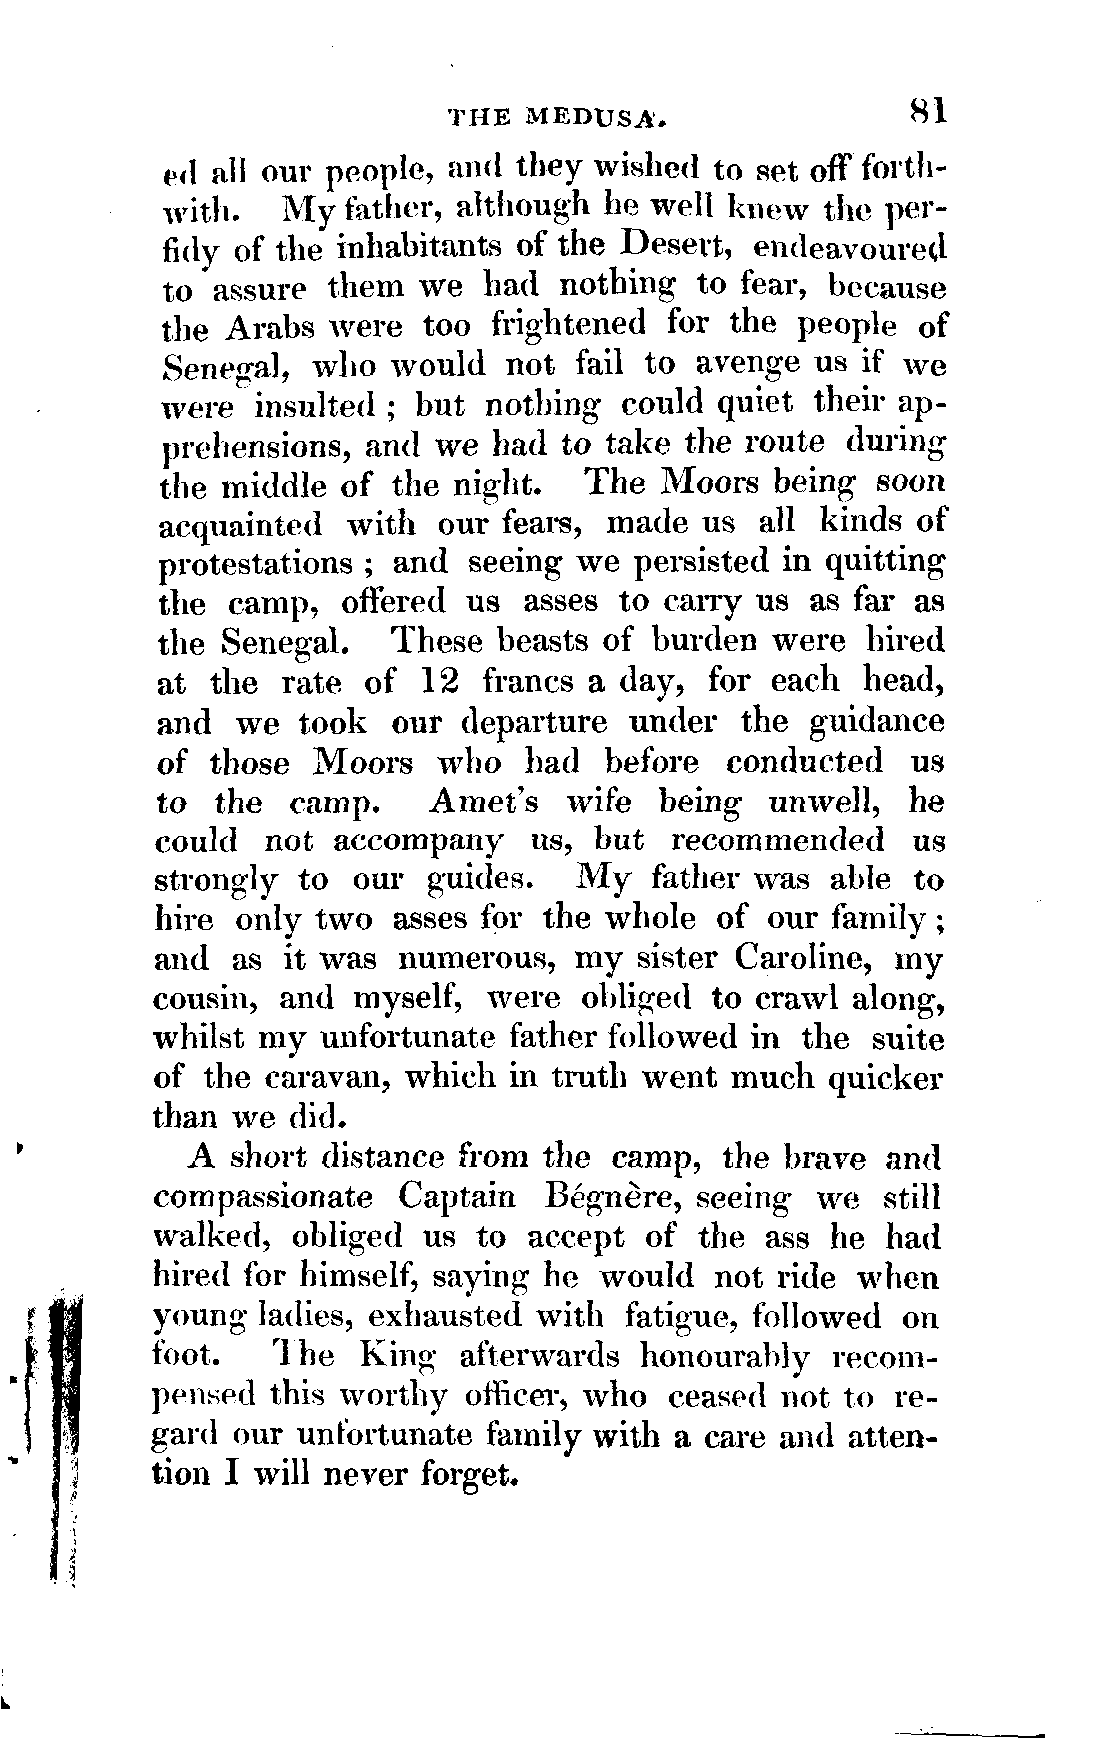 THE MEDUSA. 81
ed all our people, and they wished to set off forth-
with. My father, although he well knew the per-
fidy of the inhabitants of the Desert, endeavoured
to assure them we had nothing to fear, because
the Arabs were too frightened for the people of
Senegal, who would not fail to avenge us if we
were insulted ; but nothing could quiet their ap-
prehensions, and we had to take the route during
the middle of the night. The Moors being soon
acquainted with our fears, made us all kinds of
protestations ; and seeing we persisted in quitting
the camp, offered us asses to carry us as far as
the Senegal. These beasts of burden were hired
at the rate of 12 francs a day, for each head,
and we took our departure under the guidance
of those Moors who had before conducted us
to the camp. Amet's wife being unwell, he
could not accompany us, but recommended us
strongly to our guides. My father was able to
hire only two asses for the whole of our family ;
and as it was numerous, my sister Caroline, my
cousin, and myself, were obliged to crawl along,
whilst my unfortunate father followed in the suite
of the caravan, which in truth went much quicker
than we did.
A short distance from the camp, the brave and
compassionate Captain Bégnère, seeing we still
walked, obliged us to accept of the ass he had
hired for himself, saying he would not ride when
young ladies, exhausted with fatigue, followed on
foot. The King afterwards honourably recom-
pensed this worthy officer, who ceased not to re-
gard our unfortunate family with a care and atten-
tion I will never forget.